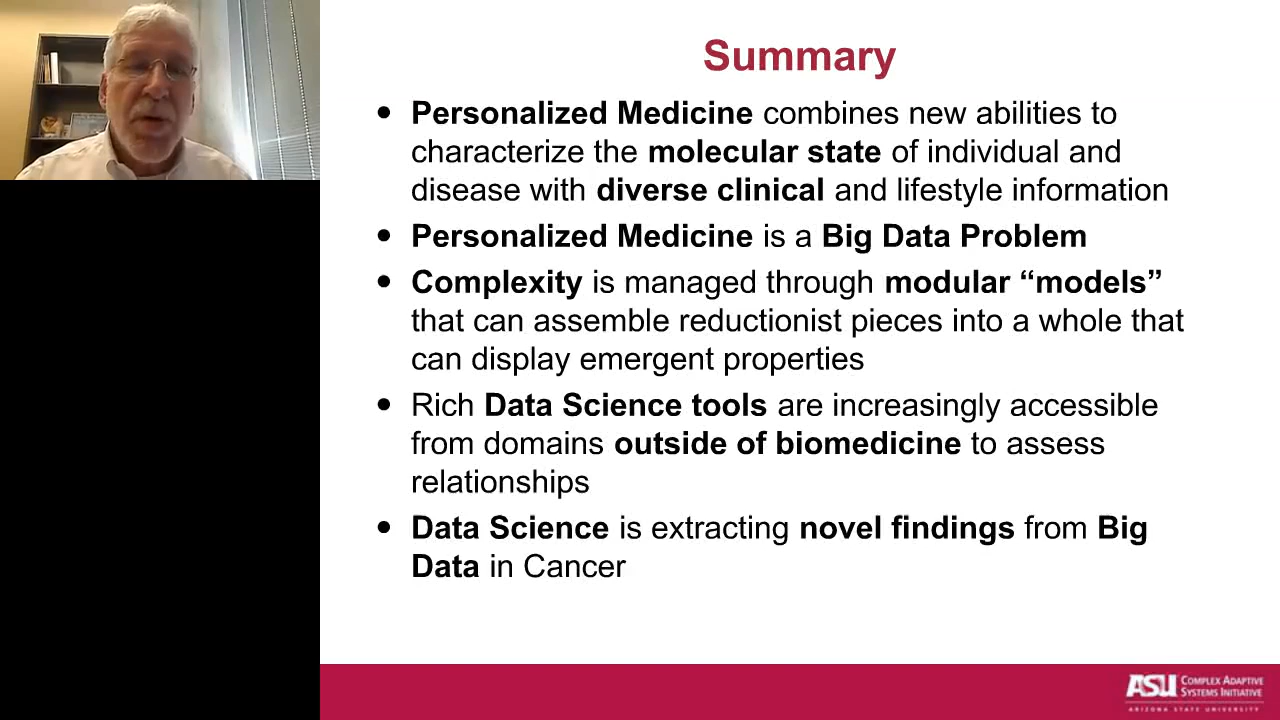 Summary
• Personalized Medicine combines new abilities to
characterize the molecular state of individual and
disease with diverse clinical and lifestyle information
• Personalized Medicine is a Big Data Problem
• Complexity is managed through modular “models”
that can assemble reductionist pieces into a whole that
can display emergent properties
• Rich Data Science tools are increasingly accessible
from domains outside of biomedicine to assess
relationships
• Data Science is extracting novel findings from Big
Data in Cancer
ASU COMPLEX ADAPTIVE
SYSTEMS INITIATIVE
ARIZONA STATE UNIVERSITY